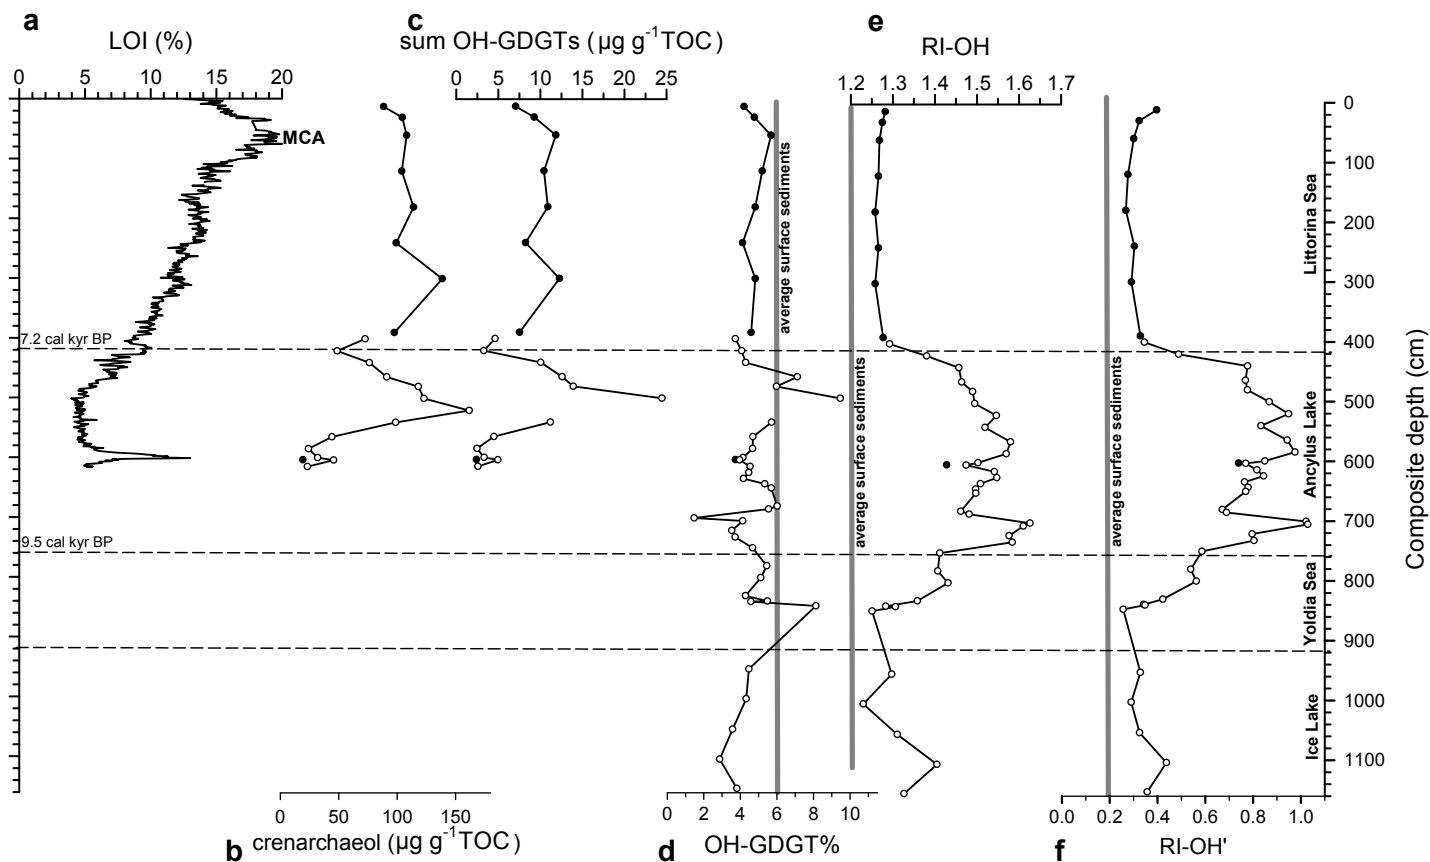 a
c
e
LOI (%)
sum OH-GDGTs (µg g-1TOC)
RI-OH
0 5 10 15 20
0 5 10 15 20 25
1.2 1.3 1.4 1.5 1.6 1.7
MCA
average surface sediments
average surface sediments
average surface sediments
7.2 cal kyr BP
9.5 cal kyr BP
Littorina Sea
Ancylus Lake
Yoldia Sea
Ice Lake
0
100
200
300
400
500
600
700
800
900
1000
1100
Composite depth (cm)
0 50 100 150
0 2 4 6 8 10
0.0 0.2 0.4 0.6 0.8 1.0
b crenarchaeol (µg g-1TOC)
d OH-GDGT%
f RI-OH'